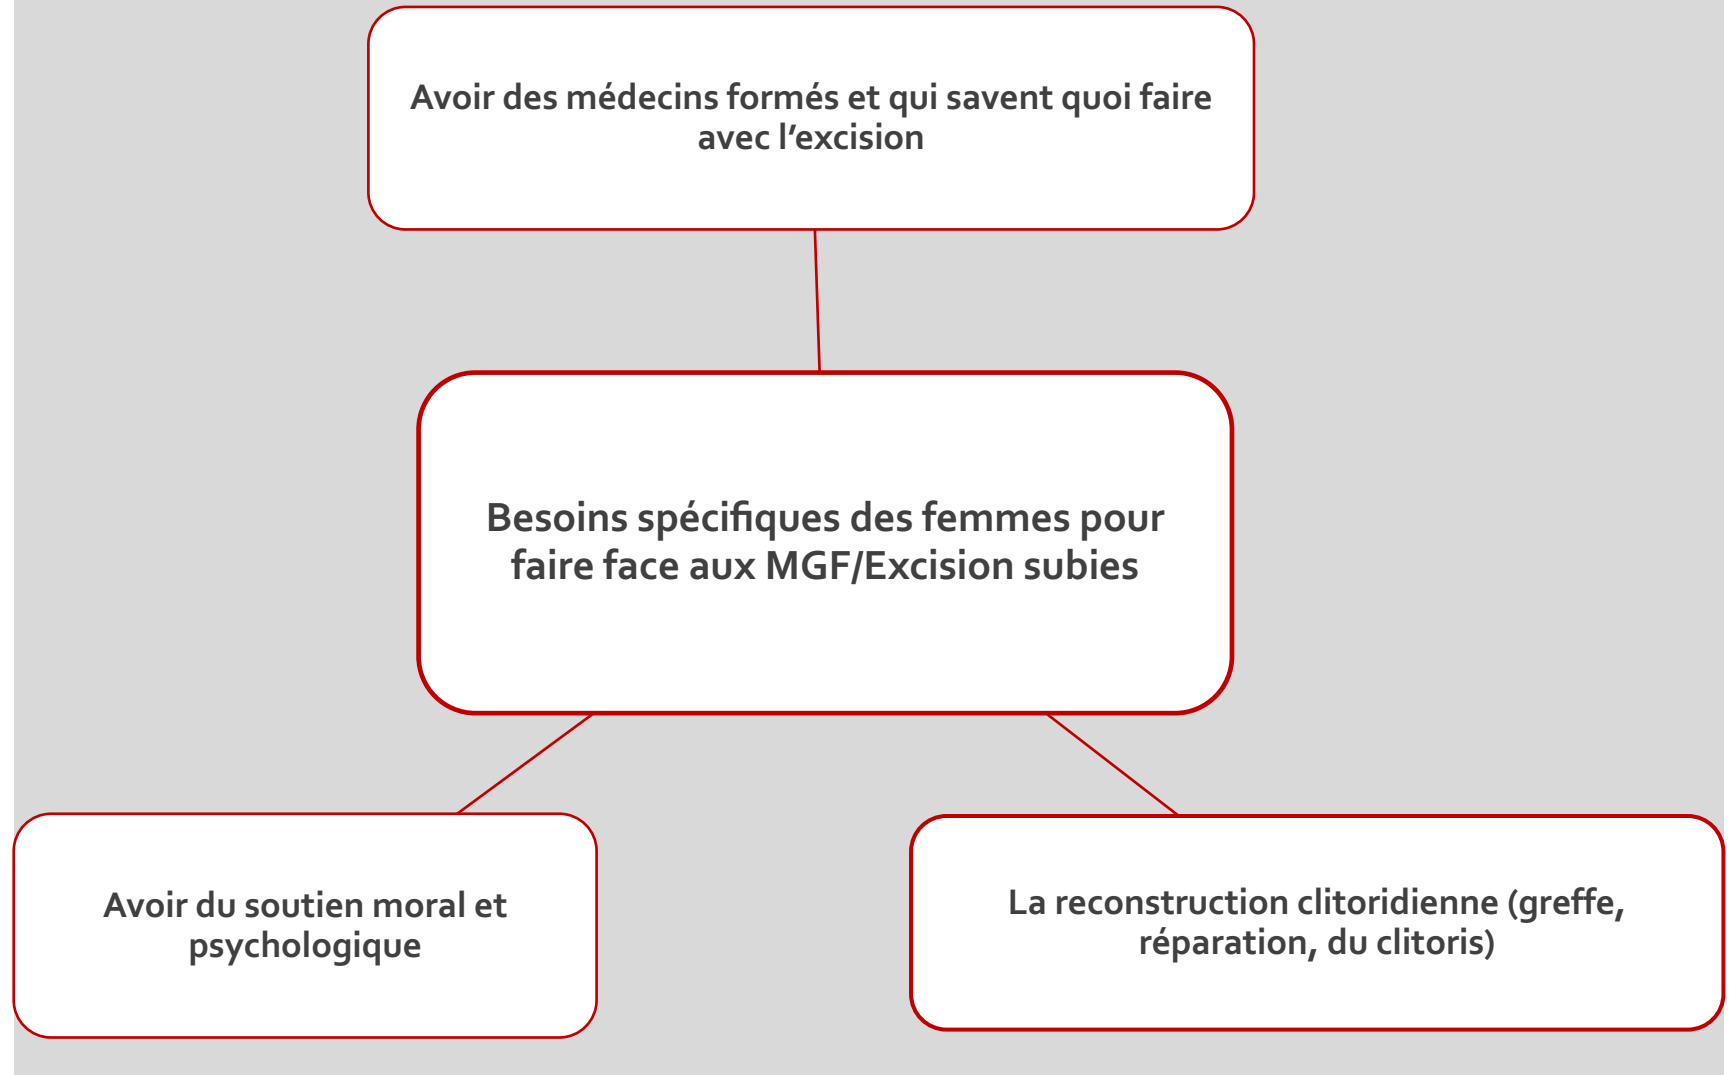 Avoir des médecins formés et qui savent quoi faire
avec l’excision
Besoins spécifiques des femmes pour
faire face aux MGF/Excision subies
Avoir du soutien moral et
psychologique
La reconstruction clitoridienne (greffe,
réparation, du clitoris)